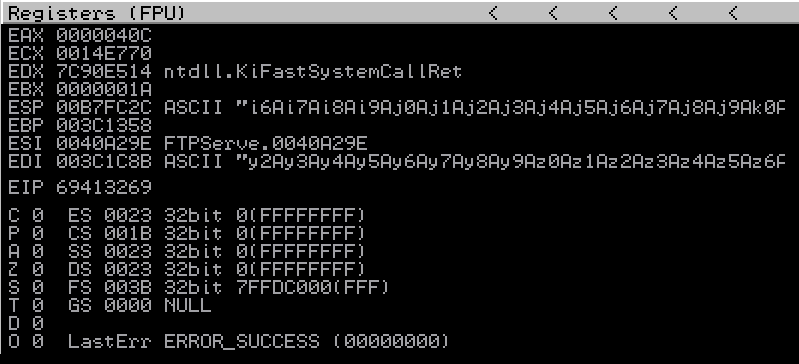 Registers (FPU) < < < < <
EAX 0000040C
ECX 0014E770
EDX 7C90E514 ntdll.KiFastSystemCallRet
EBX 0000001A
ESP 00B7FC2C ASCII "i6Ai7Ai8Ai9Aj0Aj1Aj2Aj3Aj4Aj5Aj6Aj7Aj8Aj9Ak0A
EBP 003C1358
ESI 0040A29E FTPServe.0040A29E
EDI 003C1C8B ASCII "y2Ay3Ay4Ay5Ay6Ay7Ay8Ay9Az0Az1Az2Az3Az4Az5Az6A
EIP 69413269
C 0 ES 0023 32bit 0(FFFFFFFF)
P 0 CS 001B 32bit 0(FFFFFFFF)
A 0 SS 0023 32bit 0(FFFFFFFF)
Z 0 DS 0023 32bit 0(FFFFFFFF)
S 0 FS 003B 32bit 7FFDC000(FFF)
T 0 GS 0000 NULL
D 0
O 0 LastErr ERROR_SUCCESS (00000000)